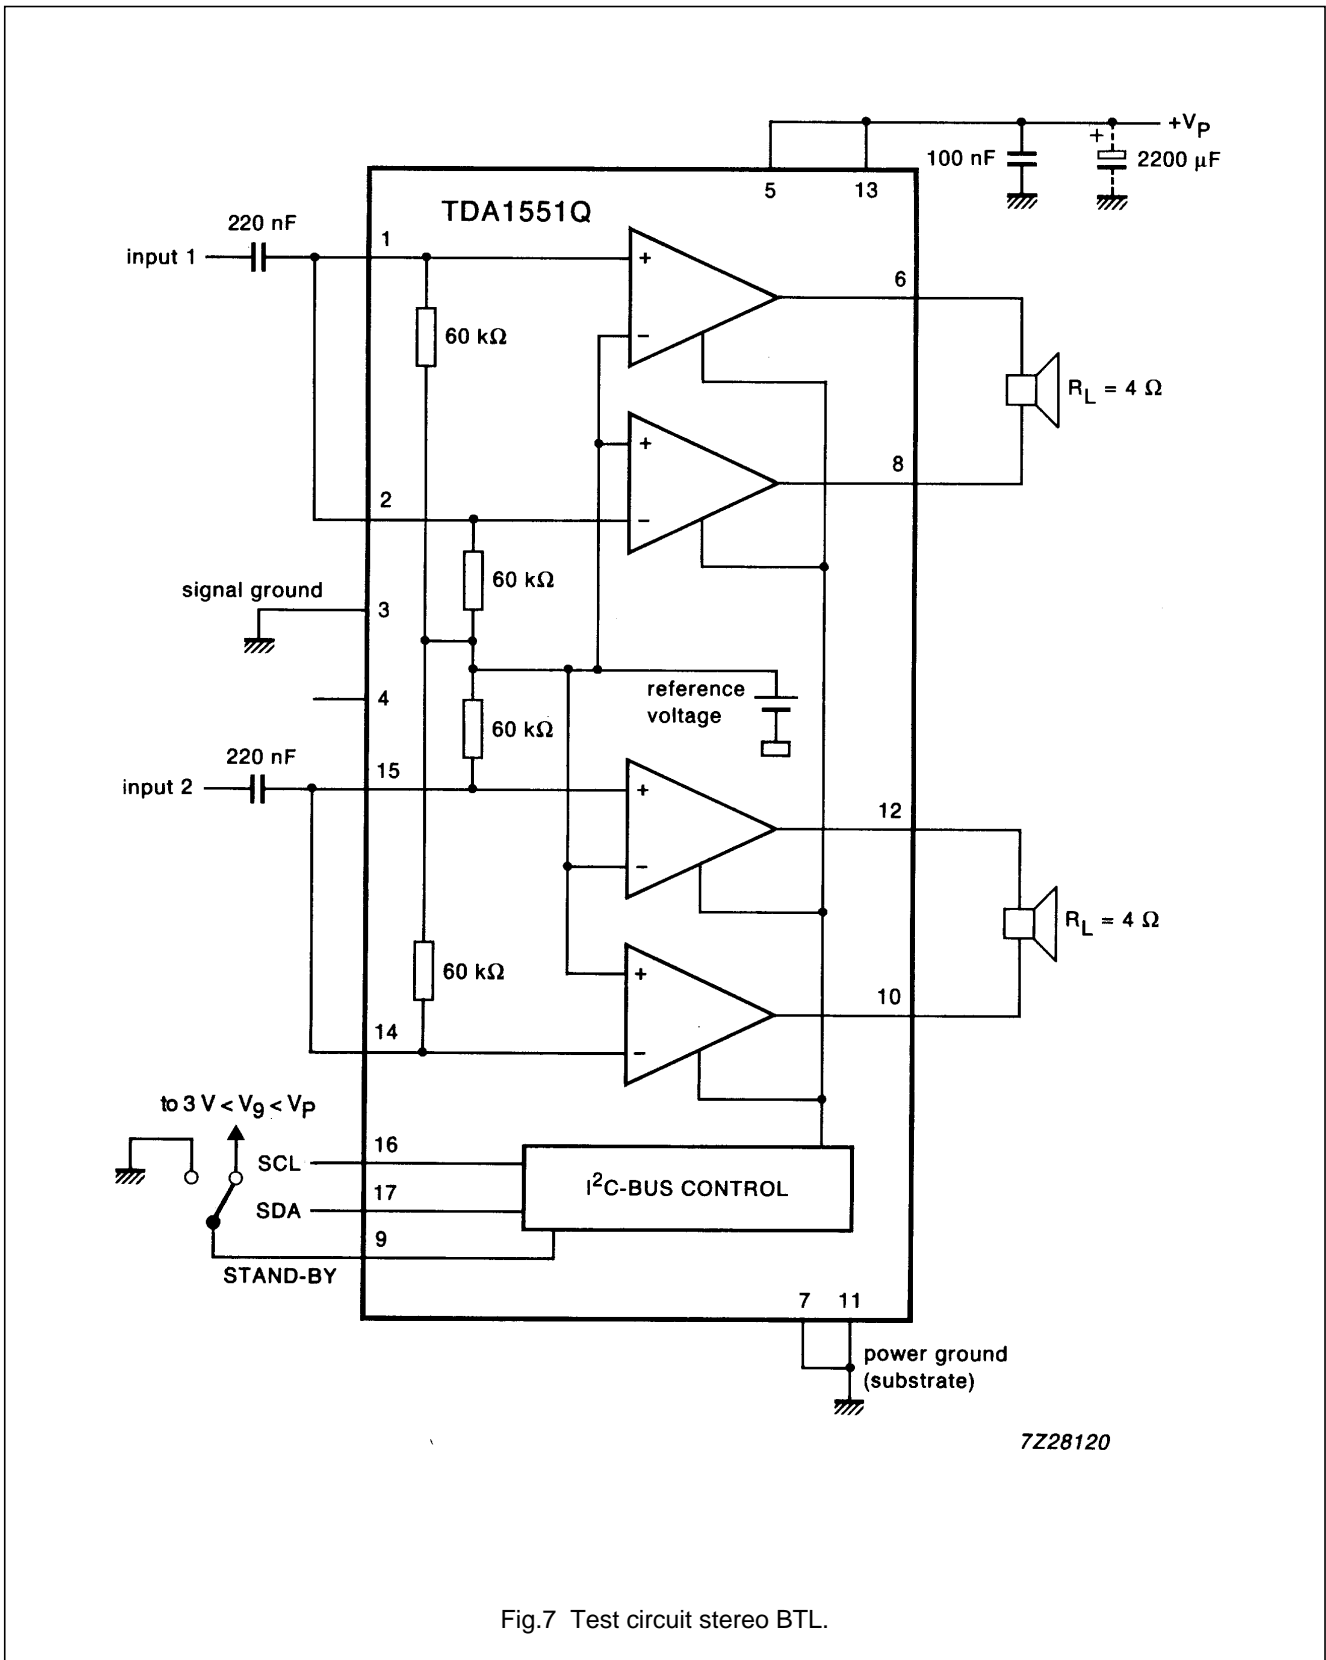 +VP
100 nF
+
2200 µF
5
13
TDA1551Q
220 nF
input 1
1
+
6
60 kΩ
−
RL = 4 Ω
+
8
2
−
60 kΩ
signal ground
3
reference
voltage
4
60 kΩ
220 nF
input 2
15
+
12
−
RL = 4 Ω
60 kΩ
+
10
14
−
to 3 V < V9 < VP
SCL
16
I2C-BUS CONTROL
SDA
17
9
STAND-BY
7
11
power ground
(substrate)
7Z28120
Fig.7 Test circuit stereo BTL.